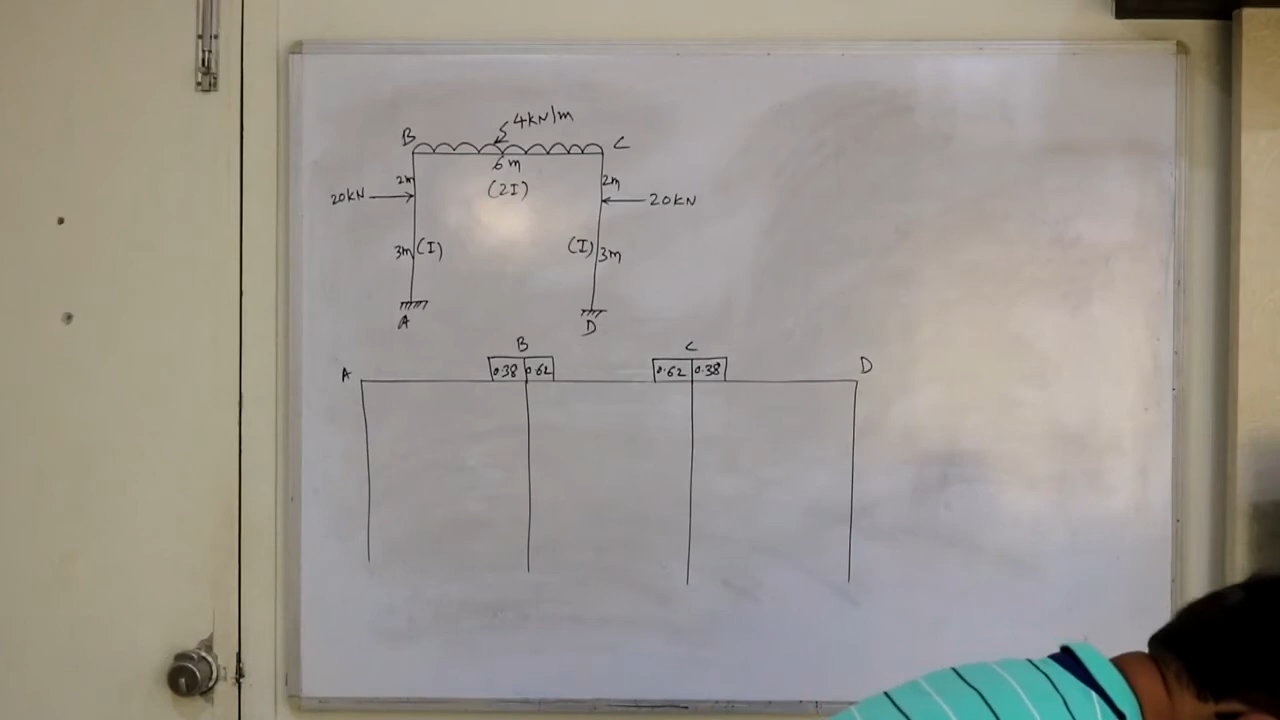 4KN/m
B C
6m
2m 2m
(2I)
20KN 20KN
3m (I) (I) 3m
A D
B C
A 0.38 0.62 0.62 0.38 D